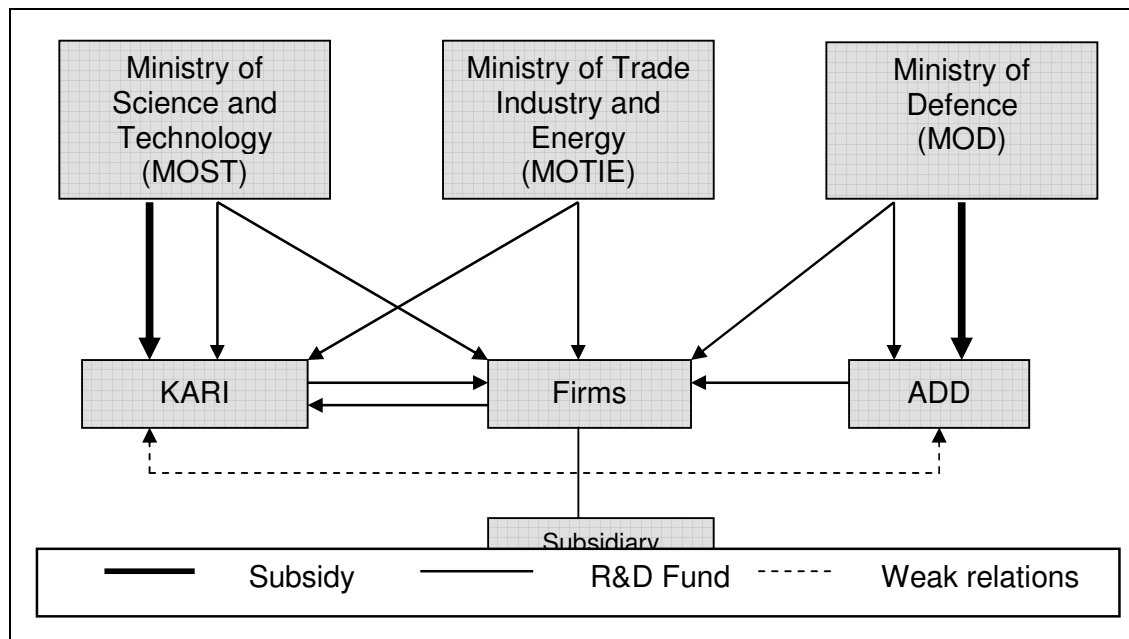 Ministry of
Science and
Technology
(MOST)
Ministry of Trade
Industry and
Energy
(MOTIE)
Ministry of
Defence
(MOD)
KARI
Firms
ADD
Subsidiary
Subsidy
R&D Fund
Weak relations